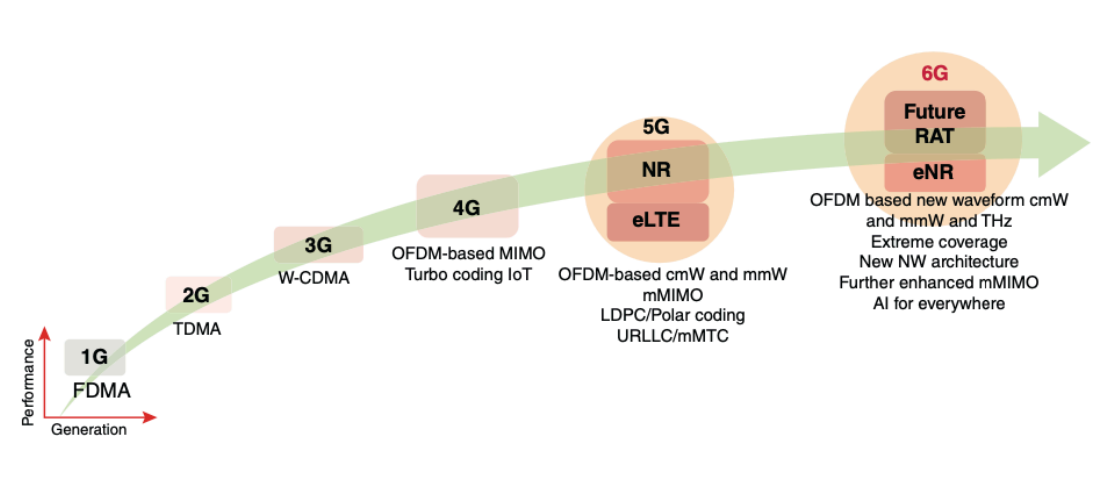 Performance
Generation
1G
FDMA
2G
TDMA
3G
W-CDMA
4G
OFDM-based MIMO
Turbo coding IoT
5G
NR
eLTE
OFDM-based cmW and mmW
mMIMO
LDPC/Polar coding
URLLC/mMTC
6G
Future
RAT
eNR
OFDM based new waveform cmW
and mmW and THz
Extreme coverage
New NW architecture
Further enhanced mMIMO
AI for everywhere